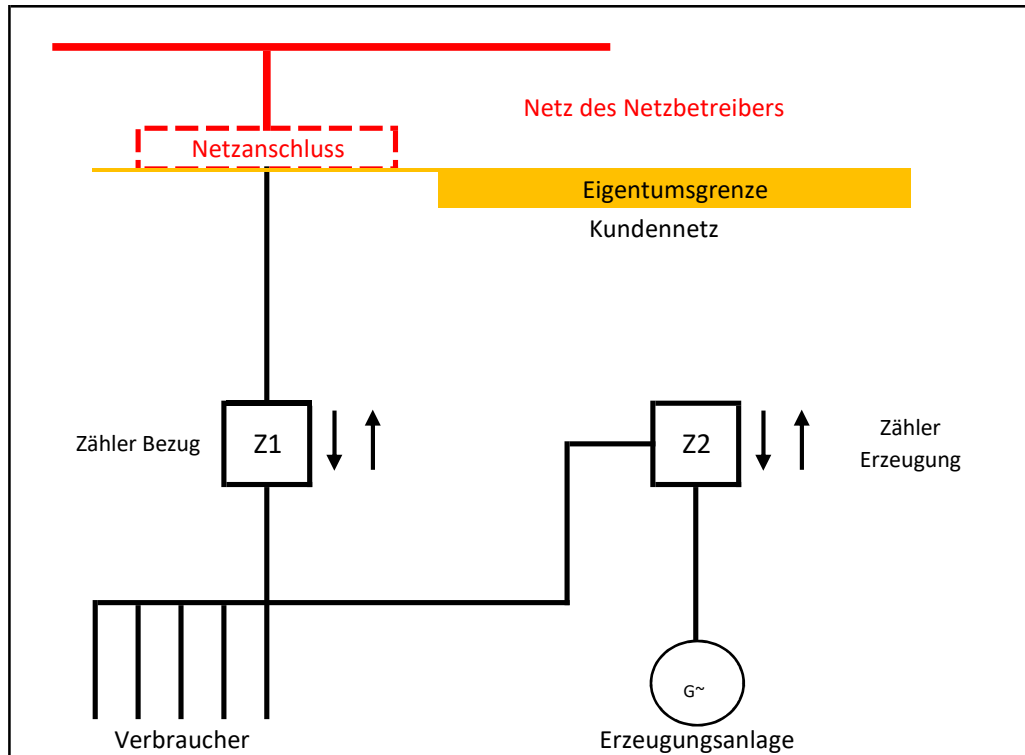 Netz des Netzbetreibers
Netzanschluss
Eigentumsgrenze
Kundennetz
Zähler Bezug
Z1
Z2
Zähler
Erzeugung
G~
Verbraucher
Erzeugungsanlage